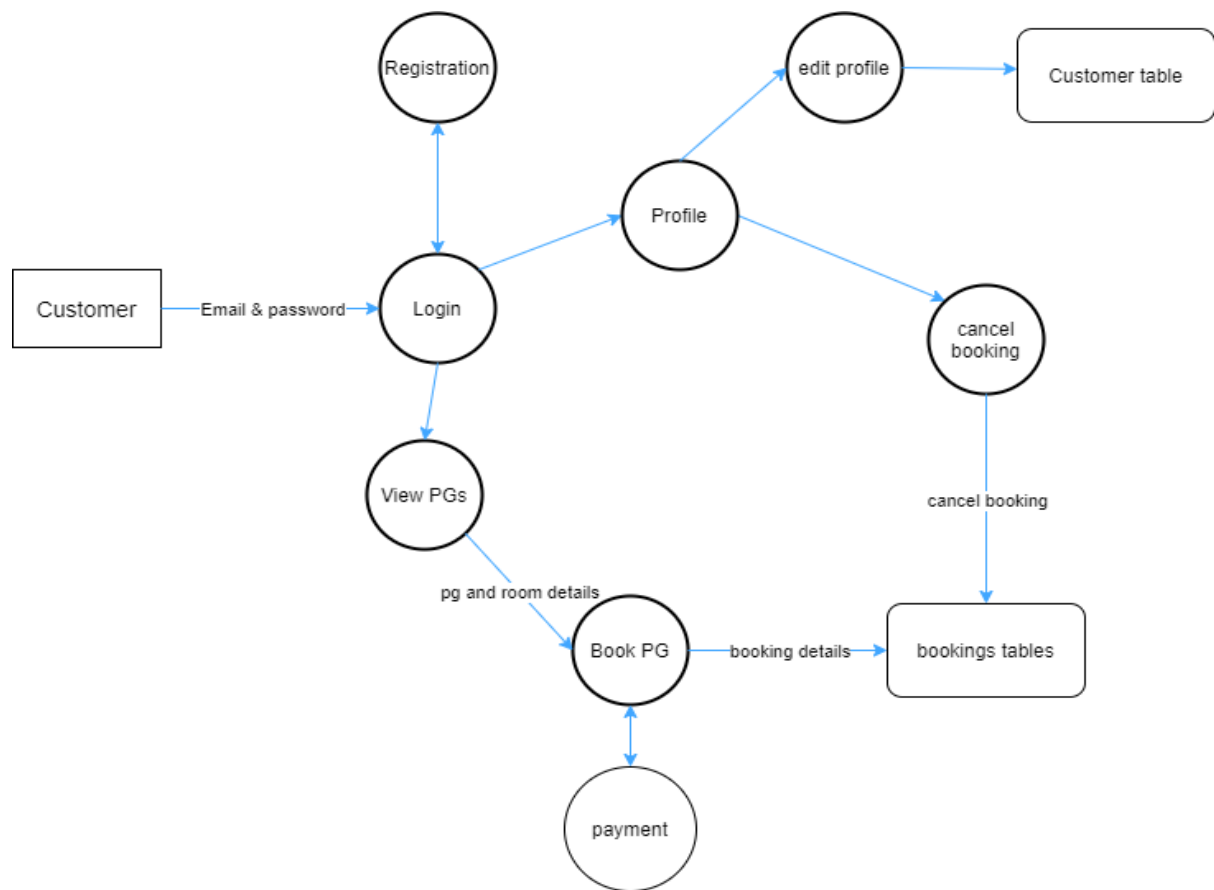 Registration
edit profile
Customer table
Profile
Customer
Email & password
Login
cancel
booking
View PGs
cancel booking
pg and room details
Book PG
booking details
bookings tables
payment